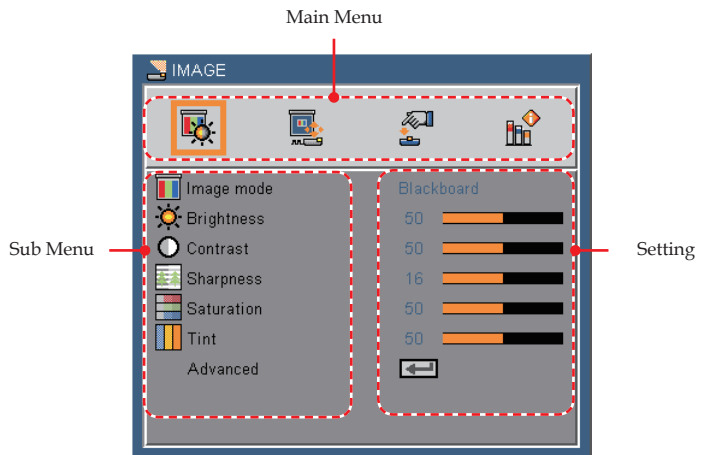 Main Menu
IMAGE
Image mode Blackboard
Brightness 50
Contrast 50
Sub Menu
Setting
Sharpness 16
Saturation 50
Tint 50
Advanced